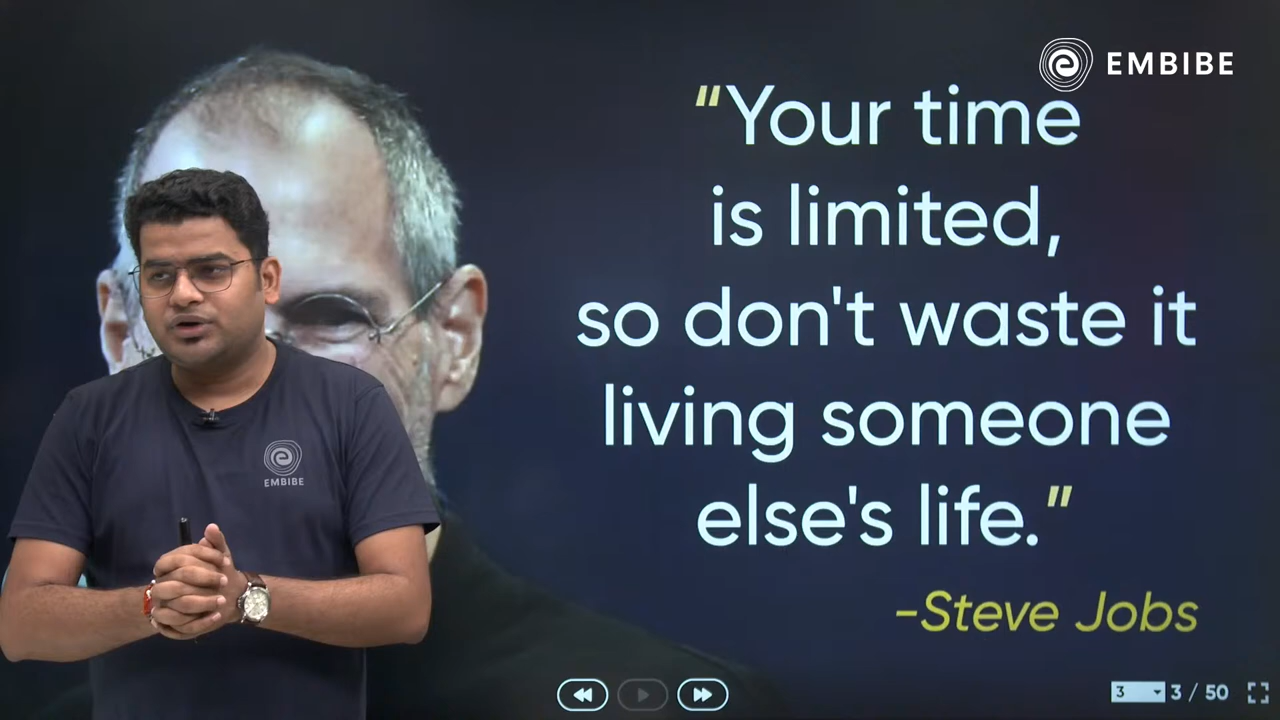 EMBIBE
“Your time
is limited,
so don't waste it
living someone
else's life.”
-Steve Jobs
EMBIBE
3
3 / 50